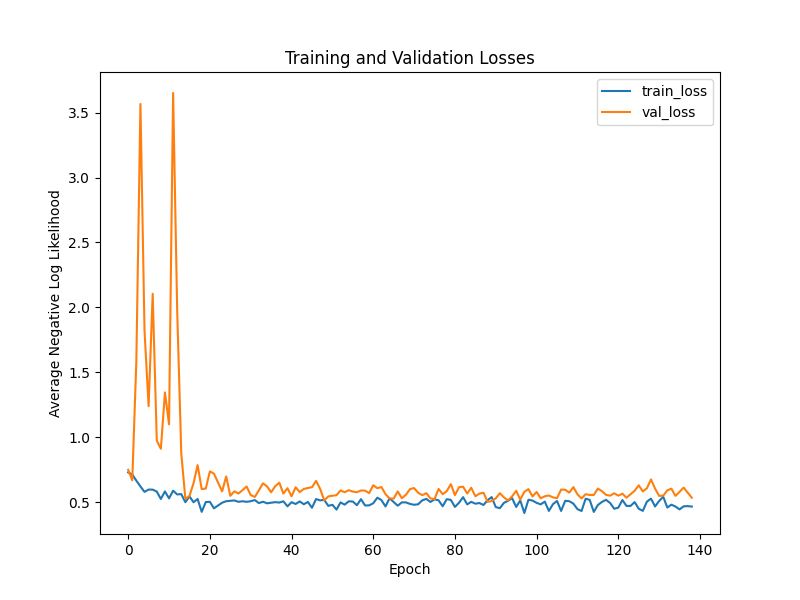 Training and Validation Losses
train_loss
val_loss
Average Negative Log Likelihood
3.5
3.0
2.5
2.0
1.5
1.0
0.5
0 20 40 60 80 100 120 140
Epoch